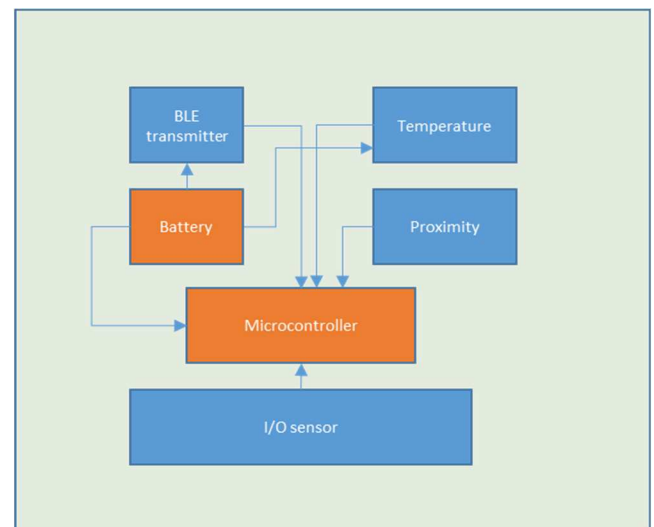 BLE
transmitter
Temperature
Battery
Proximity
Microcontroller
I/O sensor